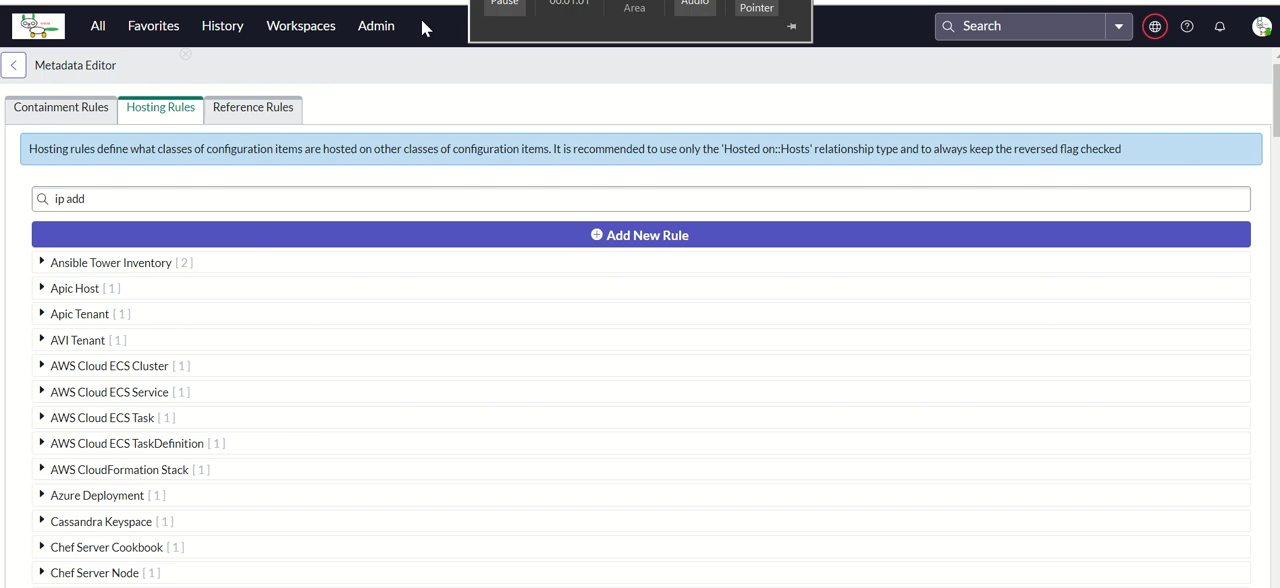 Pause
00:01:01
Area
Audio
Pointer
All
Favorites
History
Workspaces
Admin
Search
Metadata Editor
Containment Rules
Hosting Rules
Reference Rules
Hosting rules define what classes of configuration items are hosted on other classes of configuration items. It is recommended to use only the 'Hosted on::Hosts' relationship type and to always keep the reversed flag checked
ip add
Add New Rule
Ansible Tower Inventory [ 2 ]
Apic Host [ 1 ]
Apic Tenant [ 1 ]
AVI Tenant [ 1 ]
AWS Cloud ECS Cluster [ 1 ]
AWS Cloud ECS Service [ 1 ]
AWS Cloud ECS Task [ 1 ]
AWS Cloud ECS TaskDefinition [ 1 ]
AWS CloudFormation Stack [ 1 ]
Azure Deployment [ 1 ]
Cassandra Keyspace [ 1 ]
Chef Server Cookbook [ 1 ]
Chef Server Node [ 1 ]